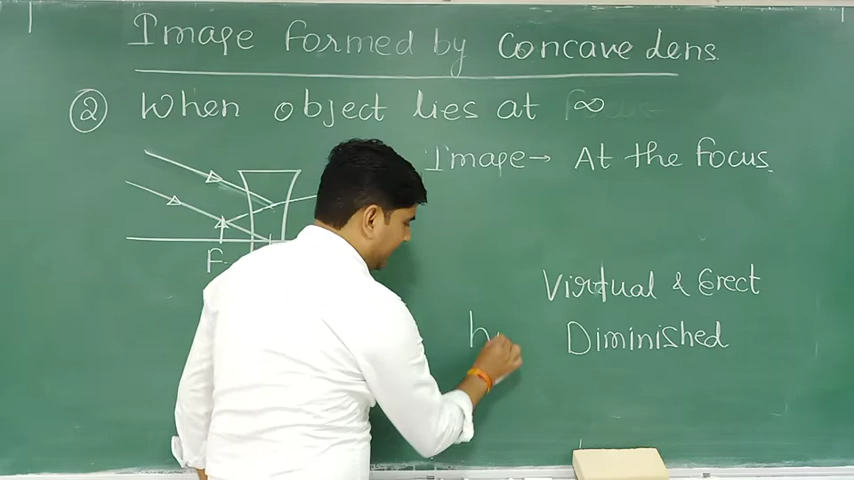 Image formed by Concave lens.
② When object lies at ∞
Image → At the focus.
F
Virtual & Erect
h
Diminished